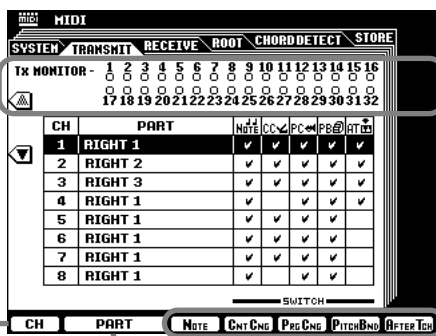 midi MIDI
SYSTEM TRANSMIT RECEIVE ROOT CHORD DETECT STORE
Tx MONITOR - 1 2 3 4 5 6 7 8 9 10 11 12 13 14 15 16
17 18 19 20 21 22 23 24 25 26 27 28 29 30 31 32
CH PART NOTE CC PC PB AT
1 RIGHT 1
2 RIGHT 2
3 RIGHT 3
4 RIGHT 1
5 RIGHT 1
6 RIGHT 1
7 RIGHT 1
8 RIGHT 1
SWITCH
CH PART NOTE CNT CNG PRG CNG PITCHBND AFTER TCH